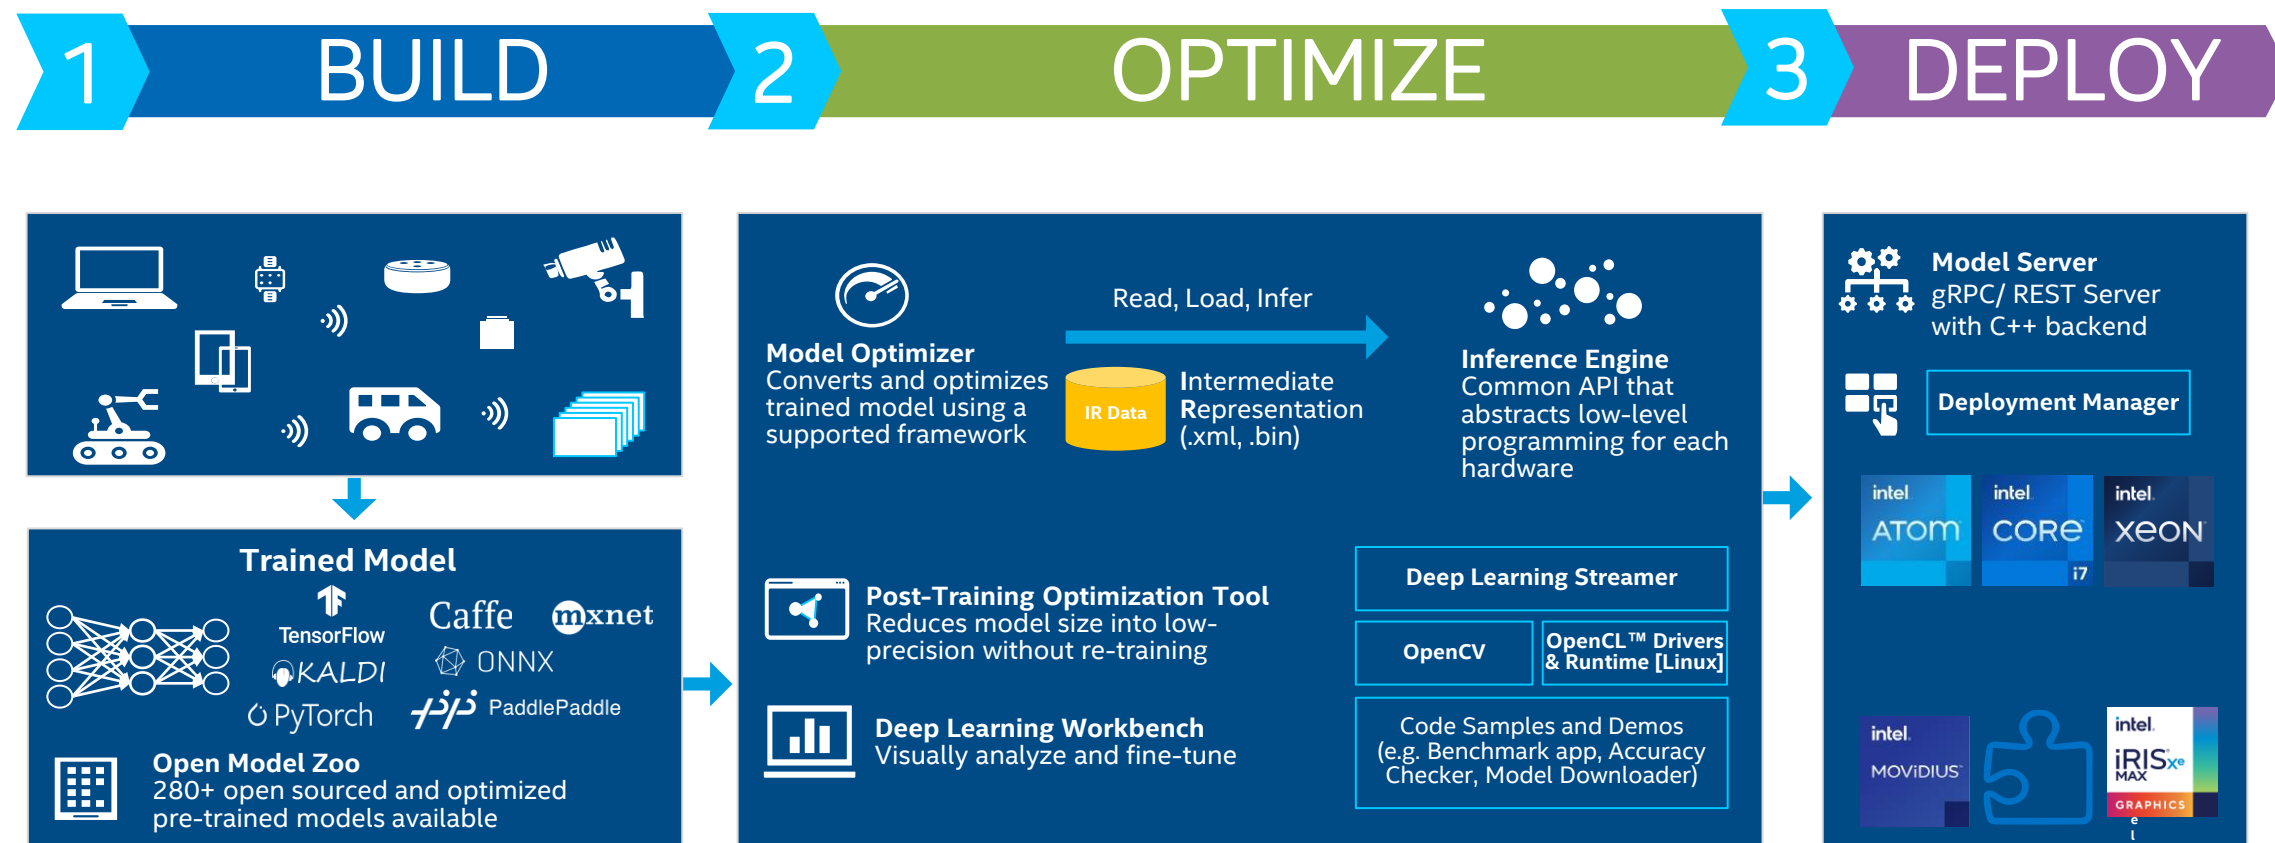 1
BUILD
2
OPTIMIZE
3
DEPLOY
Trained Model
TensorFlow
Caffe
mxnet
KALDI
ONNX
PyTorch
PaddlePaddle
Open Model Zoo
280+ open sourced and optimized
pre-trained models available
Model Optimizer
Converts and optimizes
trained model using a
supported framework
Read, Load, Infer
IR Data
Intermediate
Representation
(.xml, .bin)
Inference Engine
Common API that
abstracts low-level
programming for each
hardware
Post-Training Optimization Tool
Reduces model size into low-
precision without re-training
Deep Learning Workbench
Visually analyze and fine-tune
Deep Learning Streamer
OpenCV
OpenCL™ Drivers
& Runtime [Linux]
Code Samples and Demos
(e.g. Benchmark app, Accuracy
Checker, Model Downloader)
Model Server
gRPC/ REST Server
with C++ backend
Deployment Manager
intel.
ATOM
intel.
CORE
i7
intel.
XEON
intel.
MOVIDIUS™
intel.
iRISxe
MAX
GRAPHICS
e
l